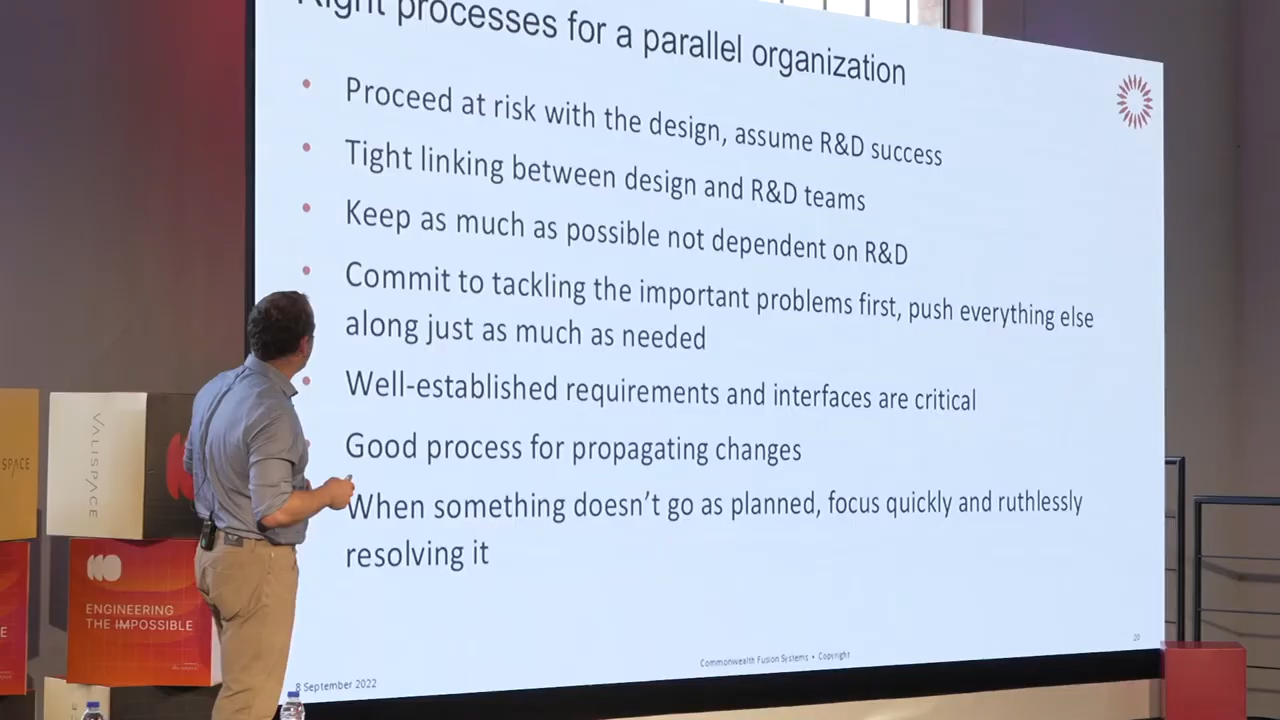 Right processes for a parallel organization
Proceed at risk with the design, assume R&D success
Tight linking between design and R&D teams
Keep as much as possible not dependent on R&D
Commit to tackling the important problems first, push everything else
along just as much as needed
Well-established requirements and interfaces are critical
Good process for propagating changes
When something doesn’t go as planned, focus quickly and ruthlessly
resolving it
8 September 2022
Commonwealth Fusion Systems • Copyright
20
SPACE
VALISPACE
ENGINEERING
THE IMPOSSIBLE
E